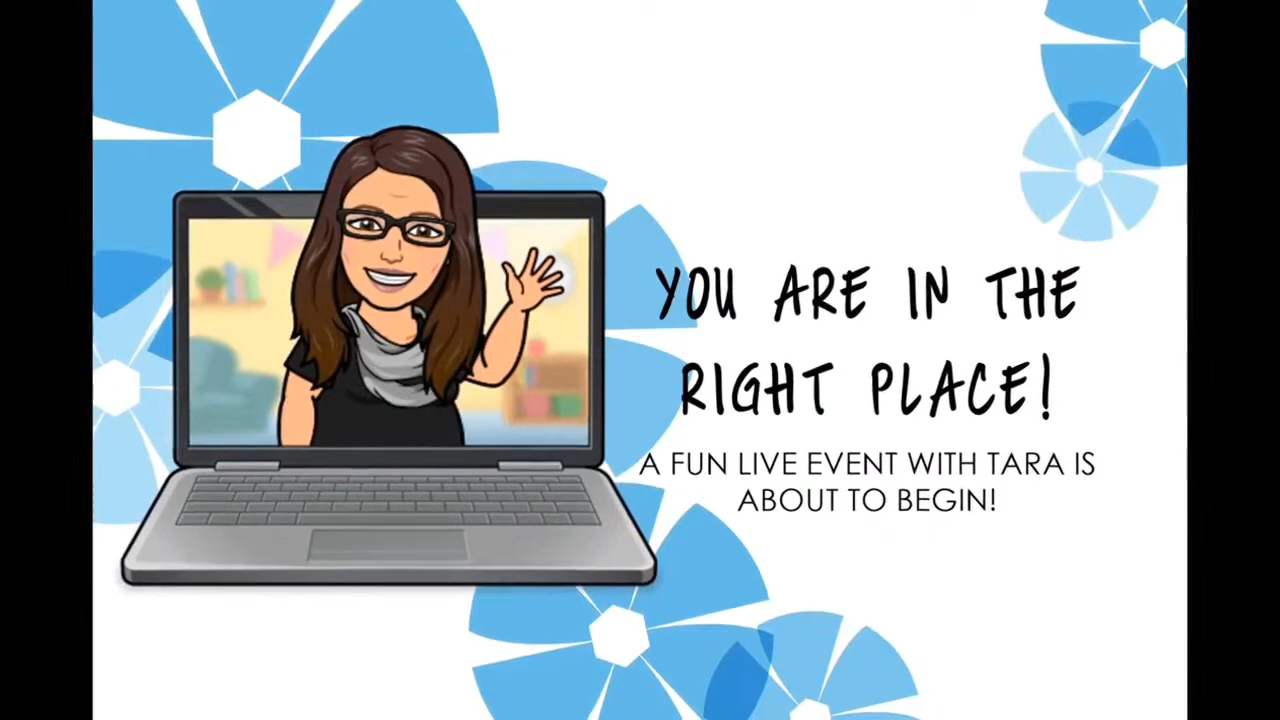 YOU ARE IN THE
RIGHT PLACE!
A FUN LIVE EVENT WITH TARA IS
ABOUT TO BEGIN!